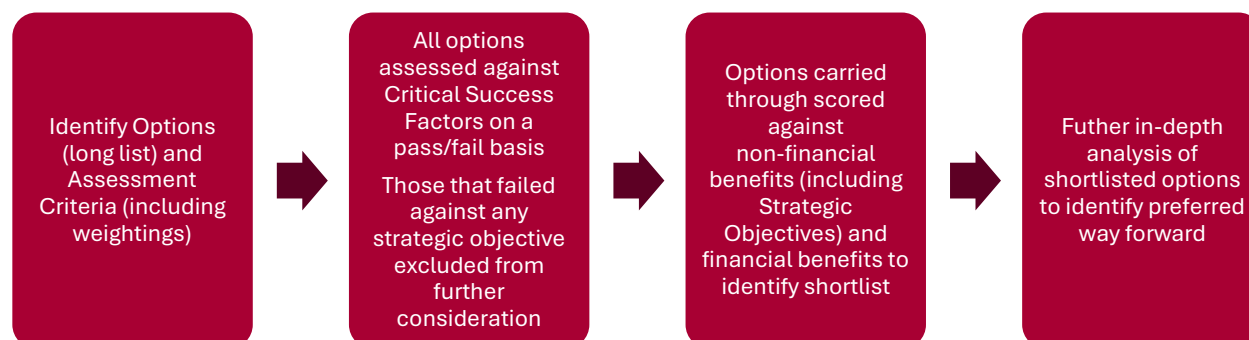 Identify Options
(long list) and
Assessment
Criteria (including
weightings)
All options
assessed against
Critical Success
Factors on a
pass/fail basis
Those that failed
against any
strategic objective
excluded from
further
consideration
Options carried
through scored
against
non-financial
benefits (including
Strategic
Objectives) and
financial benefits to
identify shortlist
Futher in-depth
analysis of
shortlisted options
to identify preferred
way forward